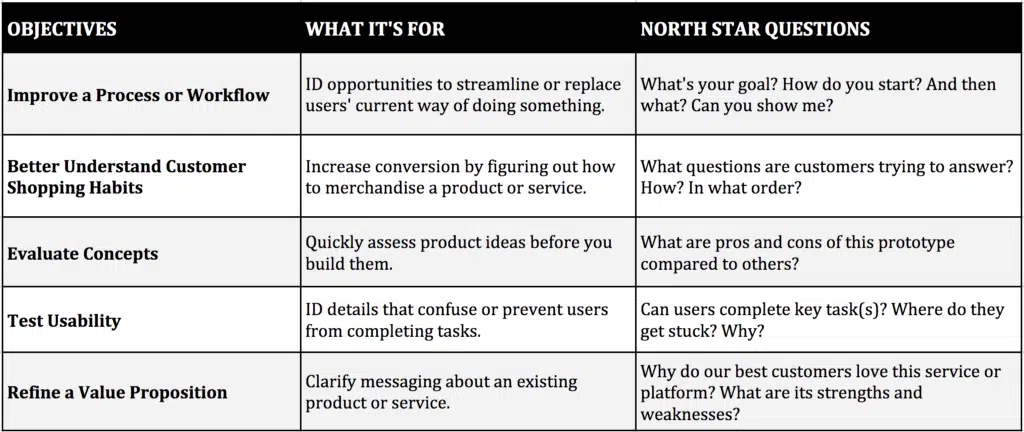 OBJECTIVES
WHAT IT'S FOR
NORTH STAR QUESTIONS
Improve a Process or Workflow
ID opportunities to streamline or replace
users' current way of doing something.
What's your goal? How do you start? And then
what? Can you show me?
Better Understand Customer
Shopping Habits
Increase conversion by figuring out how
to merchandise a product or service.
What questions are customers trying to answer?
How? In what order?
Evaluate Concepts
Quickly assess product ideas before you
build them.
What are pros and cons of this prototype
compared to others?
Test Usability
ID details that confuse or prevent users
from completing tasks.
Can users complete key task(s)? Where do they
get stuck? Why?
Refine a Value Proposition
Clarify messaging about an existing
product or service.
Why do our best customers love this service or
platform? What are its strengths and
weaknesses?